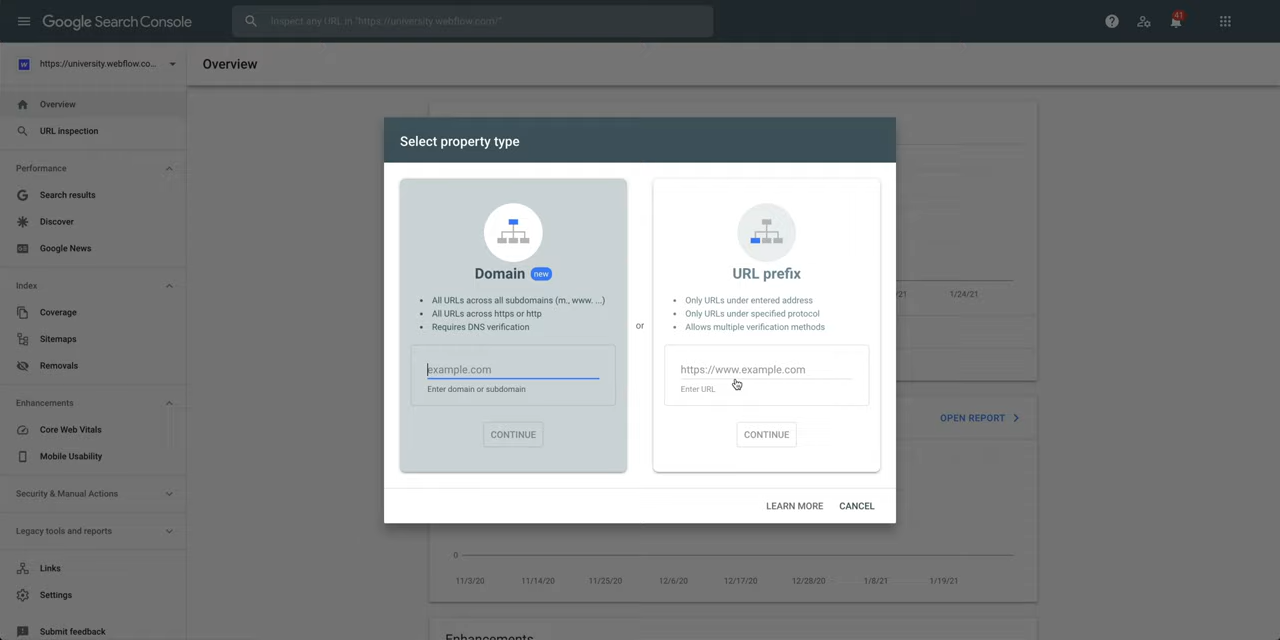 Google Search Console
Inspect any URL in "https://university.webflow.com/"
41
W
https://university.webflow.co...
Overview
Overview
URL inspection
Performance
Search results
Discover
Google News
Index
Coverage
Sitemaps
Removals
Enhancements
Core Web Vitals
Mobile Usability
Security & Manual Actions
Legacy tools and reports
Links
Settings
Submit feedback
Select property type
Domain new
All URLs across all subdomains (m., www. ...)
All URLs across https or http
Requires DNS verification
example.com
Enter domain or subdomain
CONTINUE
or
URL prefix
Only URLs under entered address
Only URLs under specified protocol
Allows multiple verification methods
https://www.example.com
Enter URL
CONTINUE
LEARN MORE CANCEL
/21 1/24/21
OPEN REPORT
0
11/3/20 11/14/20 11/25/20 12/6/20 12/17/20 12/28/20 1/8/21 1/19/21
Enhancements